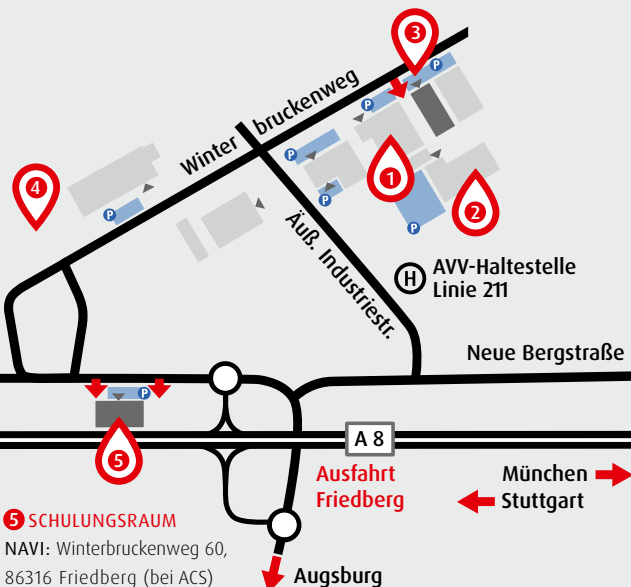 3
P
P
Winter bruckenweg
P
1
4
P
2
P
P
Äuß. Industriestr.
H
AVV-Haltestelle
Linie 211
Neue Bergstraße
P
A 8
5
Ausfahrt
Friedberg
München
Stuttgart
5 SCHULUNGSRAUM
NAVI: Winterbruckenweg 60,
86316 Friedberg (bei ACS)
Augsburg